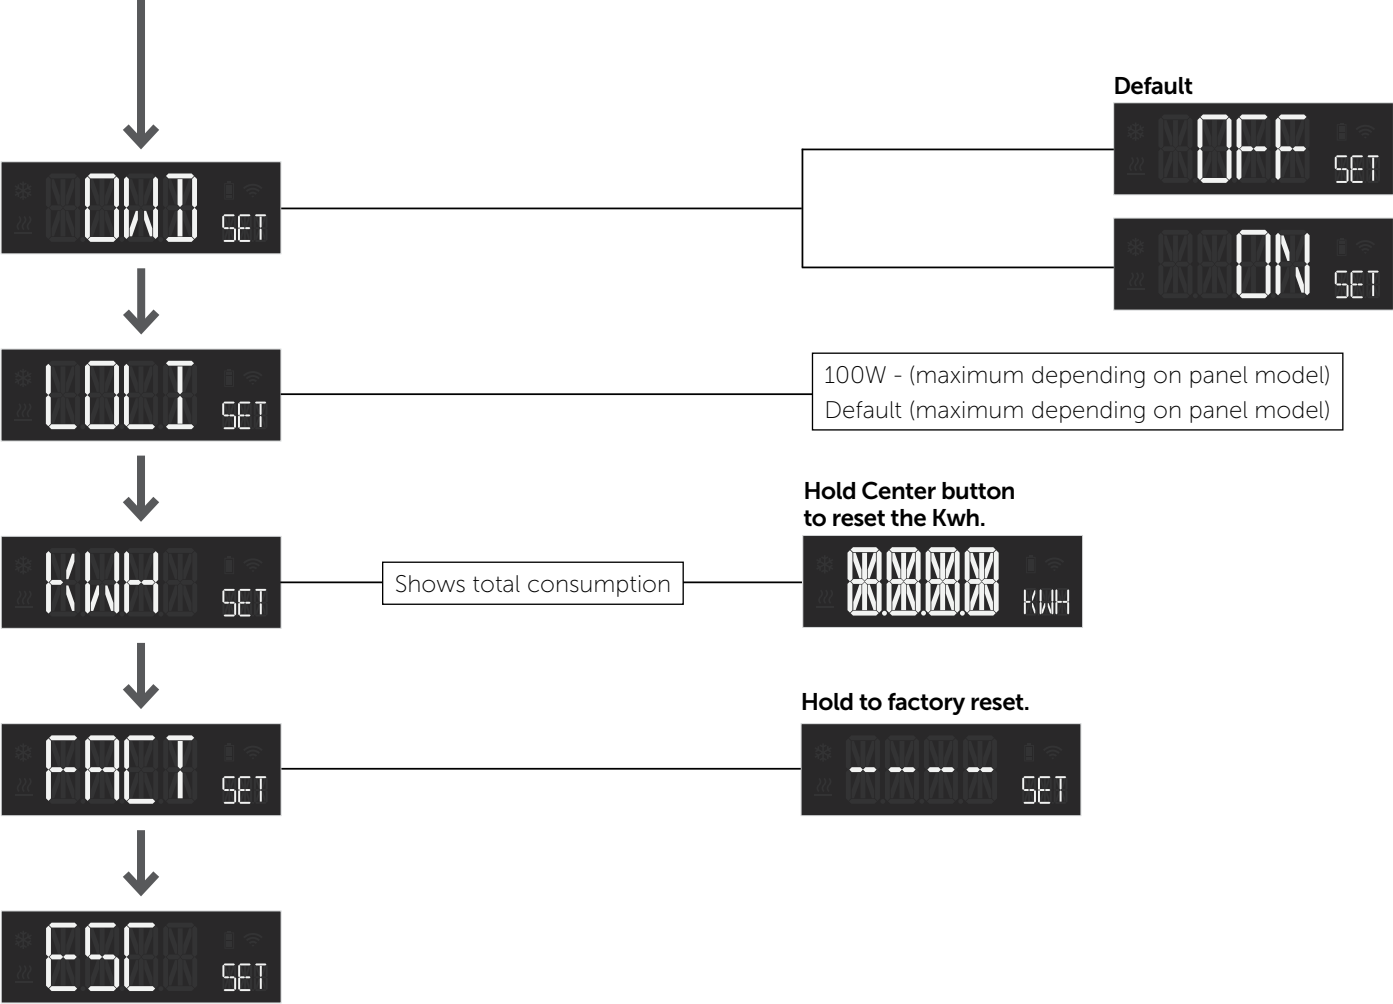 Default
OFF
SET
OWD
SET
ON
SET
LOLI
SET
100W - (maximum depending on panel model)
Default (maximum depending on panel model)
Hold Center button
to reset the Kwh.
KWH
SET
Shows total consumption
KWH
Hold to factory reset.
FACT
SET
----
SET
ESC
SET